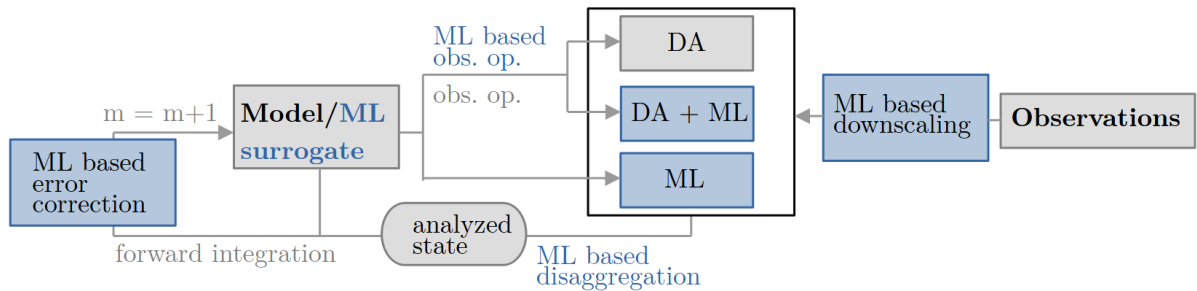 ML based
obs. op.
obs. op.
DA
m = m+1
Model/ML
surrogate
DA + ML
ML based
downscaling
Observations
ML based
error
correction
ML
analyzed
state
forward integration
ML based
disaggregation